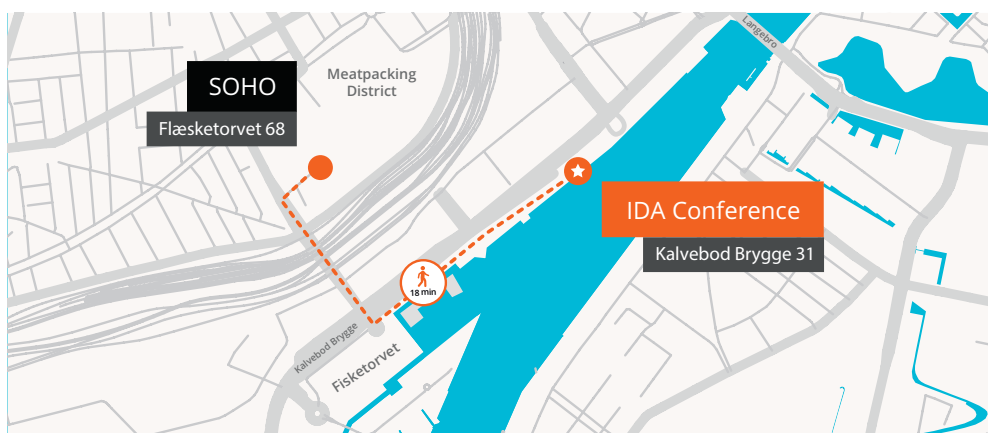 Langebro
SOHO
Flæsketorvet 68
Meatpacking
District
IDA Conference
Kalvebod Brygge 31
18 min
Kalvebod Brygge
Fisketorvet